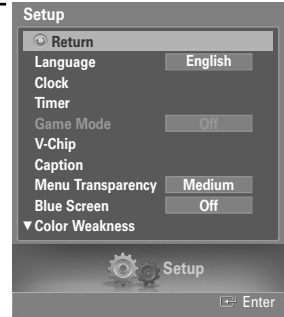 Setup
Return
Language English
Clock
Timer
Game Mode Off
V-Chip
Caption
Menu Transparency Medium
Blue Screen Off
▼Color Weakness
Setup
Enter